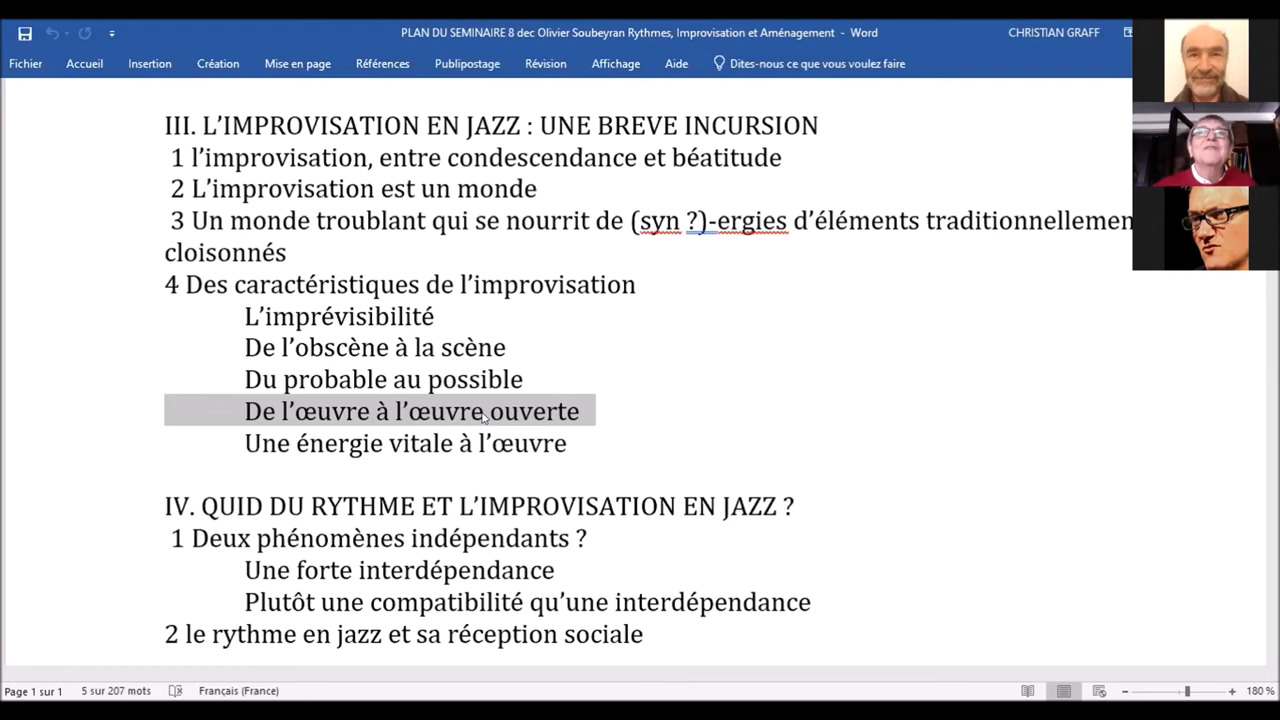 PLAN DU SEMINAIRE 8 dec Olivier Soubeyran Rythmes, Improvisation et Aménagement - Word
CHRISTIAN GRAFF
Fichier Accueil Insertion Création Mise en page Références Publipostage Révision Affichage Aide Dites-nous ce que vous voulez faire
III. L’IMPROVISATION EN JAZZ : UNE BREVE INCURSION
1 l’improvisation, entre condescendance et béatitude
2 L’improvisation est un monde
3 Un monde troublant qui se nourrit de (syn ?)-ergies d’éléments traditionnellemen
cloisonnés
4 Des caractéristiques de l’improvisation
L’imprévisibilité
De l’obscène à la scène
Du probable au possible
De l’œuvre à l’œuvre ouverte
Une énergie vitale à l’œuvre
IV. QUID DU RYTHME ET L’IMPROVISATION EN JAZZ ?
1 Deux phénomènes indépendants ?
Une forte interdépendance
Plutôt une compatibilité qu’une interdépendance
2 le rythme en jazz et sa réception sociale
Page 1 sur 1 5 sur 207 mots Français (France) 180 %